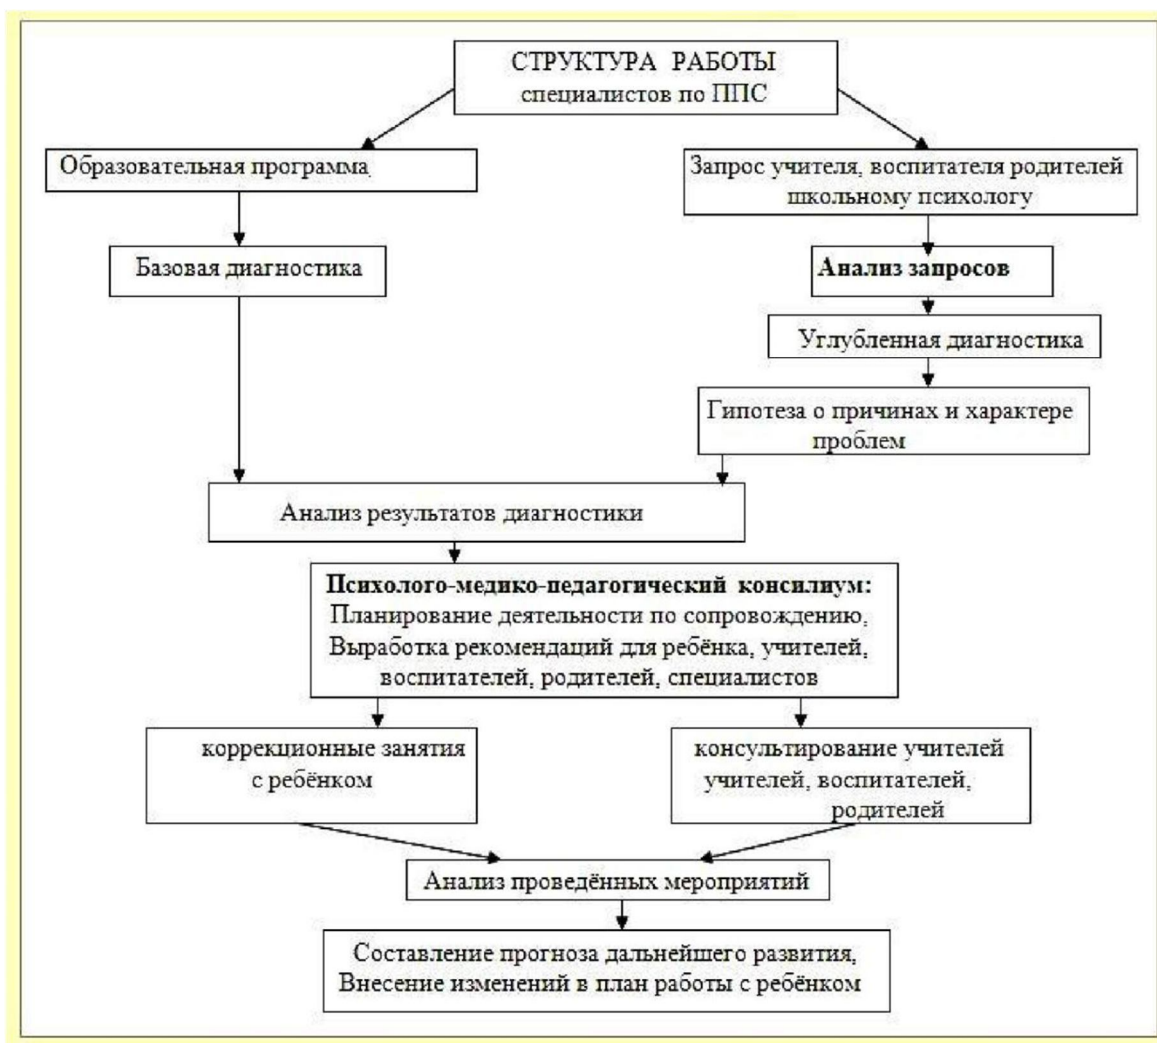 СТРУКТУРА РАБОТЫ
специалистов по ППС
Образовательная программа
Запрос учителя, воспитателя родителей
школьному психологу
Базовая диагностика
Анализ запросов
Углубленная диагностика
Гипотеза о причинах и характере
проблем
Анализ результатов диагностики
Психолого-медико-педагогический консилиум:
Планирование деятельности по сопровождению,
Выработка рекомендаций для ребёнка, учителей,
воспитателей, родителей, специалистов
коррекционные занятия
с ребёнком
консультирование учителей
учителей, воспитателей,
родителей
Анализ проведённых мероприятий
Составление прогноза дальнейшего развития,
Внесение изменений в план работы с ребёнком